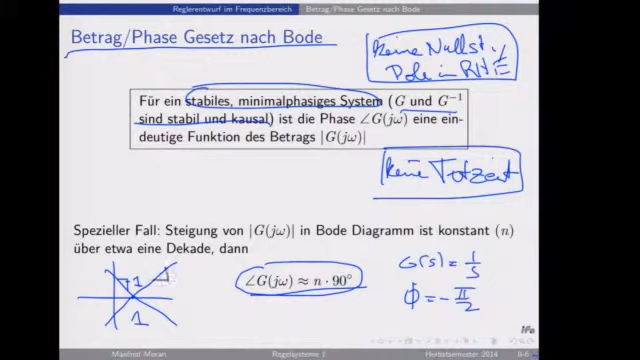 Reglerentwurf im Frequenzbereich Betrag/Phase Gesetz nach Bode
Betrag/Phase Gesetz nach Bode
keine Nullst./
Pole in RHE
Für ein stabiles, minimalphasiges System (G und G⁻¹
sind stabil und kausal) ist die Phase ∠G(jω) eine ein-
deutige Funktion des Betrags |G(jω)|
keine Totzeit
Spezieller Fall: Steigung von |G(jω)| in Bode Diagramm ist konstant (n)
über etwa eine Dekade, dann
1
1
∠G(jω) ≈ n · 90°
G(s) = 1/s
Φ = -π/2
Manfred Morari Regelsysteme 1 Herbstsemester 2014 9-6